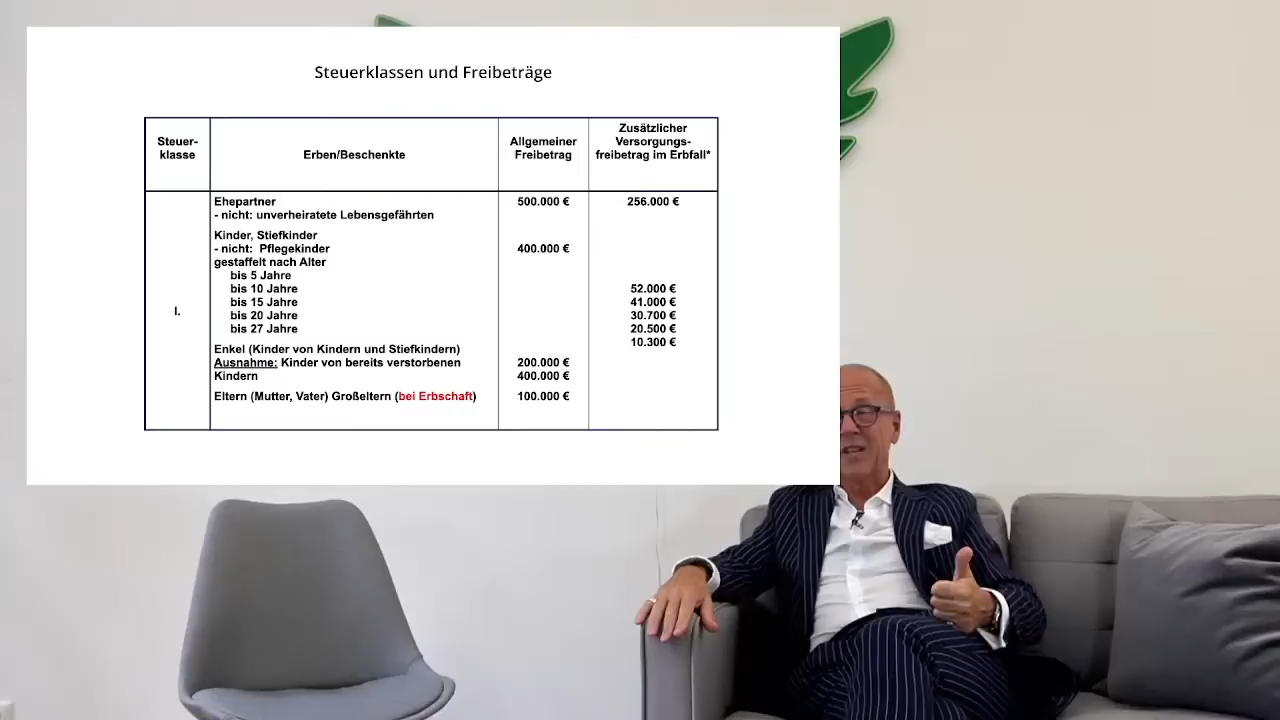 Steuerklassen und Freibeträge
Steuer-
klasse
Erben/Beschenkte
Allgemeiner
Freibetrag
Zusätzlicher
Versorgungs-
freibetrag im Erbfall*
I.
Ehepartner 500.000 € 256.000 €
- nicht: unverheiratete Lebensgefährten
Kinder, Stiefkinder
- nicht: Pflegekinder 400.000 €
gestaffelt nach Alter
bis 5 Jahre
bis 10 Jahre 52.000 €
bis 15 Jahre 41.000 €
bis 20 Jahre 30.700 €
bis 27 Jahre 20.500 €
10.300 €
Enkel (Kinder von Kindern und Stiefkindern)
Ausnahme: Kinder von bereits verstorbenen 200.000 €
Kindern 400.000 €
Eltern (Mutter, Vater) Großeltern (bei Erbschaft) 100.000 €